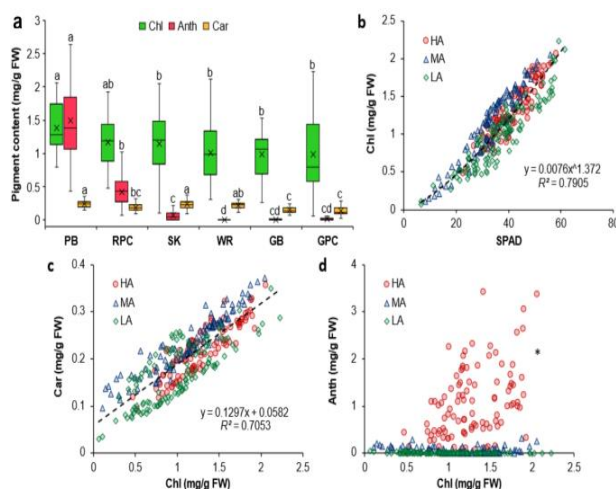 a
Chl Anth Car
Pigment content (mg/g FW)
3
2.5
2
1.5
1
0.5
0
a a
a
ab
b
bc
b
c
a
b
d
c
b
cd
c
b
cd
c
PB RPC SK WR GB GPC
b
HA
MA
LA
Chl (mg/g FW)
2.5
2
1.5
1
0.5
0
y = 0.0076x^1.372
R² = 0.7905
0 20 40 60 80
SPAD
c
HA
MA
LA
Car (mg/g FW)
0.4
0.3
0.2
0.1
0
y = 0.1297x + 0.0582
R² = 0.7053
0 0.5 1 1.5 2 2.5
Chl (mg/g FW)
d
HA
MA
LA
Anth (mg/g FW)
4
3
2
1
0
*
0 0.5 1 1.5 2 2.5
Chl (mg/g FW)